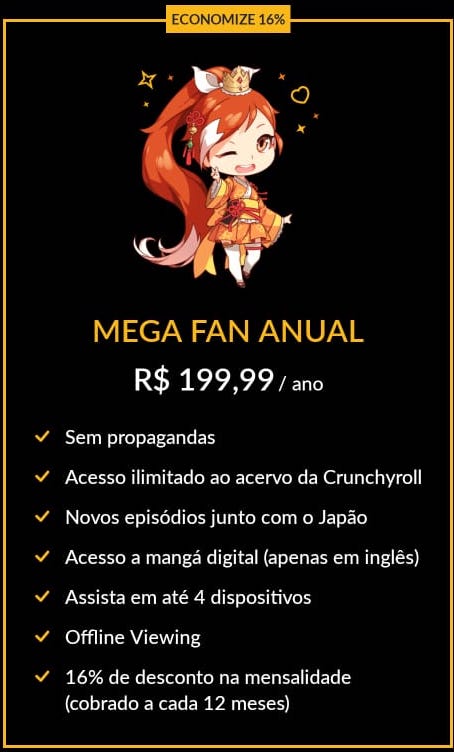 ECONOMIZE 16%
MEGA FAN ANUAL
R$ 199,99 / ano
Sem propagandas
Acesso ilimitado ao acervo da Crunchyroll
Novos episódios junto com o Japão
Acesso a mangá digital (apenas em inglês)
Assista em até 4 dispositivos
Offline Viewing
16% de desconto na mensalidade
(cobrado a cada 12 meses)